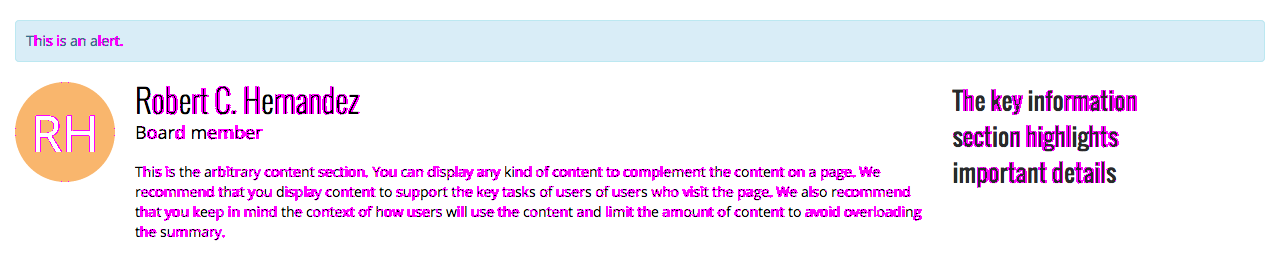 This is an alert.
RH
Robert C. Hernandez
Board member
This is the arbitrary content section. You can display any kind of content to complement the content on a page. We
recommend that you display content to support the key tasks of users of users who visit the page. We also recommend
that you keep in mind the context of how users will use the content and limit the amount of content to avoid overloading
the summary.
The key information
section highlights
important details